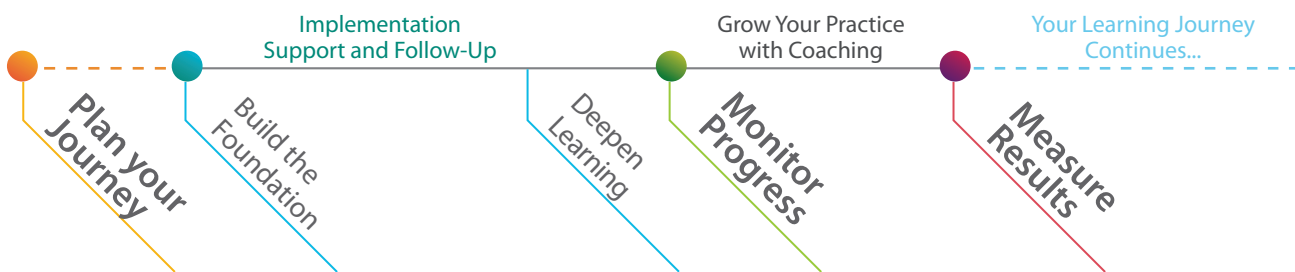 Implementation
Support and Follow-Up
Grow Your Practice
with Coaching
Your Learning Journey
Continues...
Plan your
Journey
Build the
Foundation
Deepen
Learning
Monitor
Progress
Measure
Results